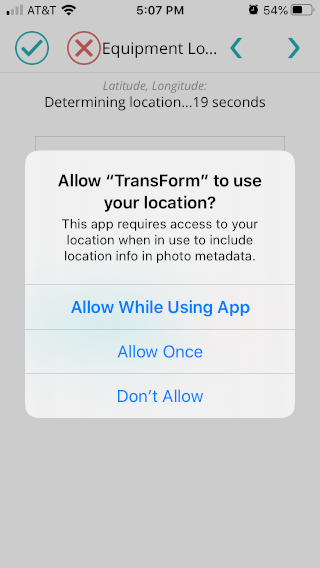 AT&T 5:07 PM 54%
Equipment Lo...
Latitude, Longitude:
Determining location...19 seconds
Allow “TransForm” to use
your location?
This app requires access to your
location when in use to include
location info in photo metadata.
Allow While Using App
Allow Once
Don’t Allow